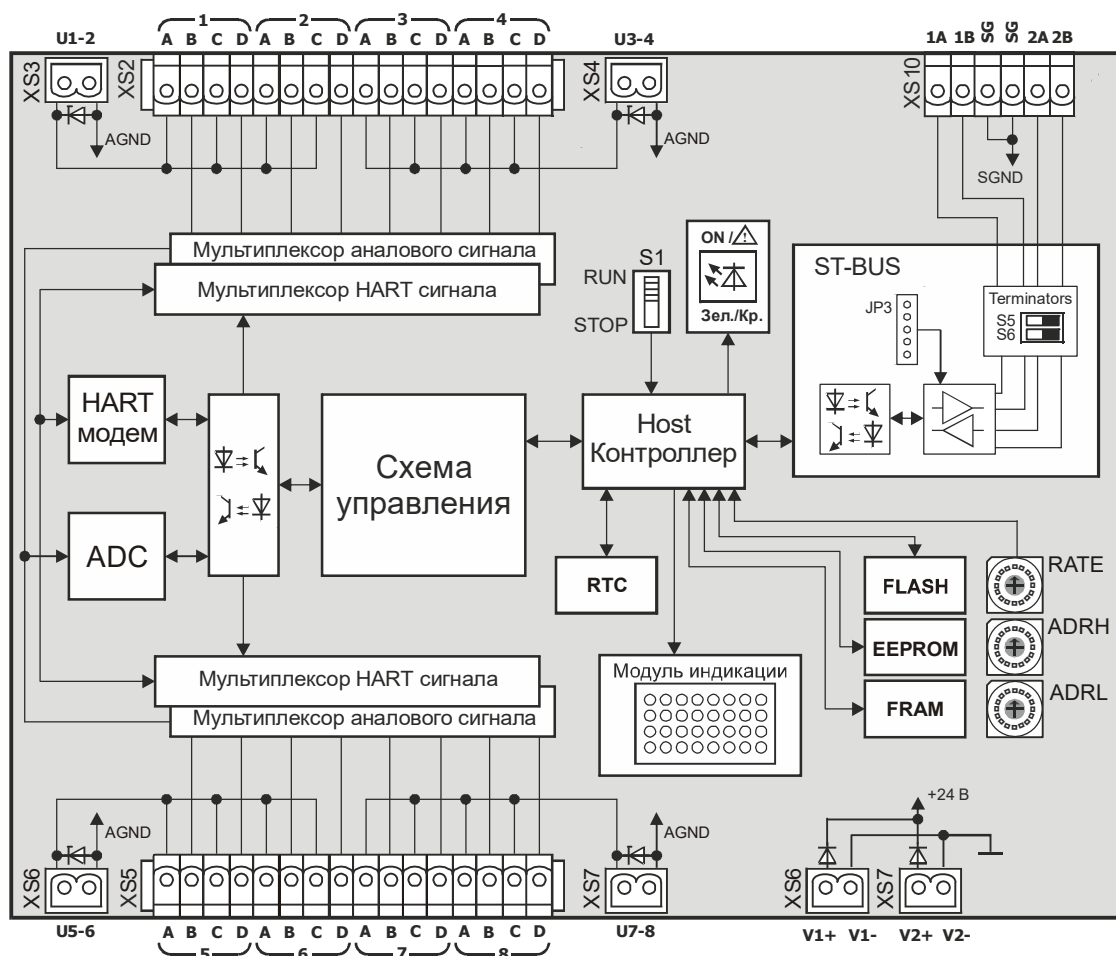 1 2 3 4
U1-2 A B C D A B C D A B C D A B C D U3-4 1A 1B SG SG 2A 2B
XS3 XS2 XS4 XS10
AGND AGND SGND
Мультиплексор аналового сигнала
Мультиплексор HART сигнала
S1
RUN
STOP
ON /
Зел./Кр.
ST-BUS
JP3
Terminators
S5
S6
HART
модем
ADC
Схема
управления
Host
Контроллер
RTC
FLASH
EEPROM
FRAM
RATE
ADRH
ADRL
Модуль индикации
Мультиплексор HART сигнала
Мультиплексор аналового сигнала
AGND AGND +24 В
XS6 XS5 XS7 XS6 XS7
U5-6 A B C D A B C D A B C D A B C D U7-8 V1+ V1- V2+ V2-
5 6 7 8